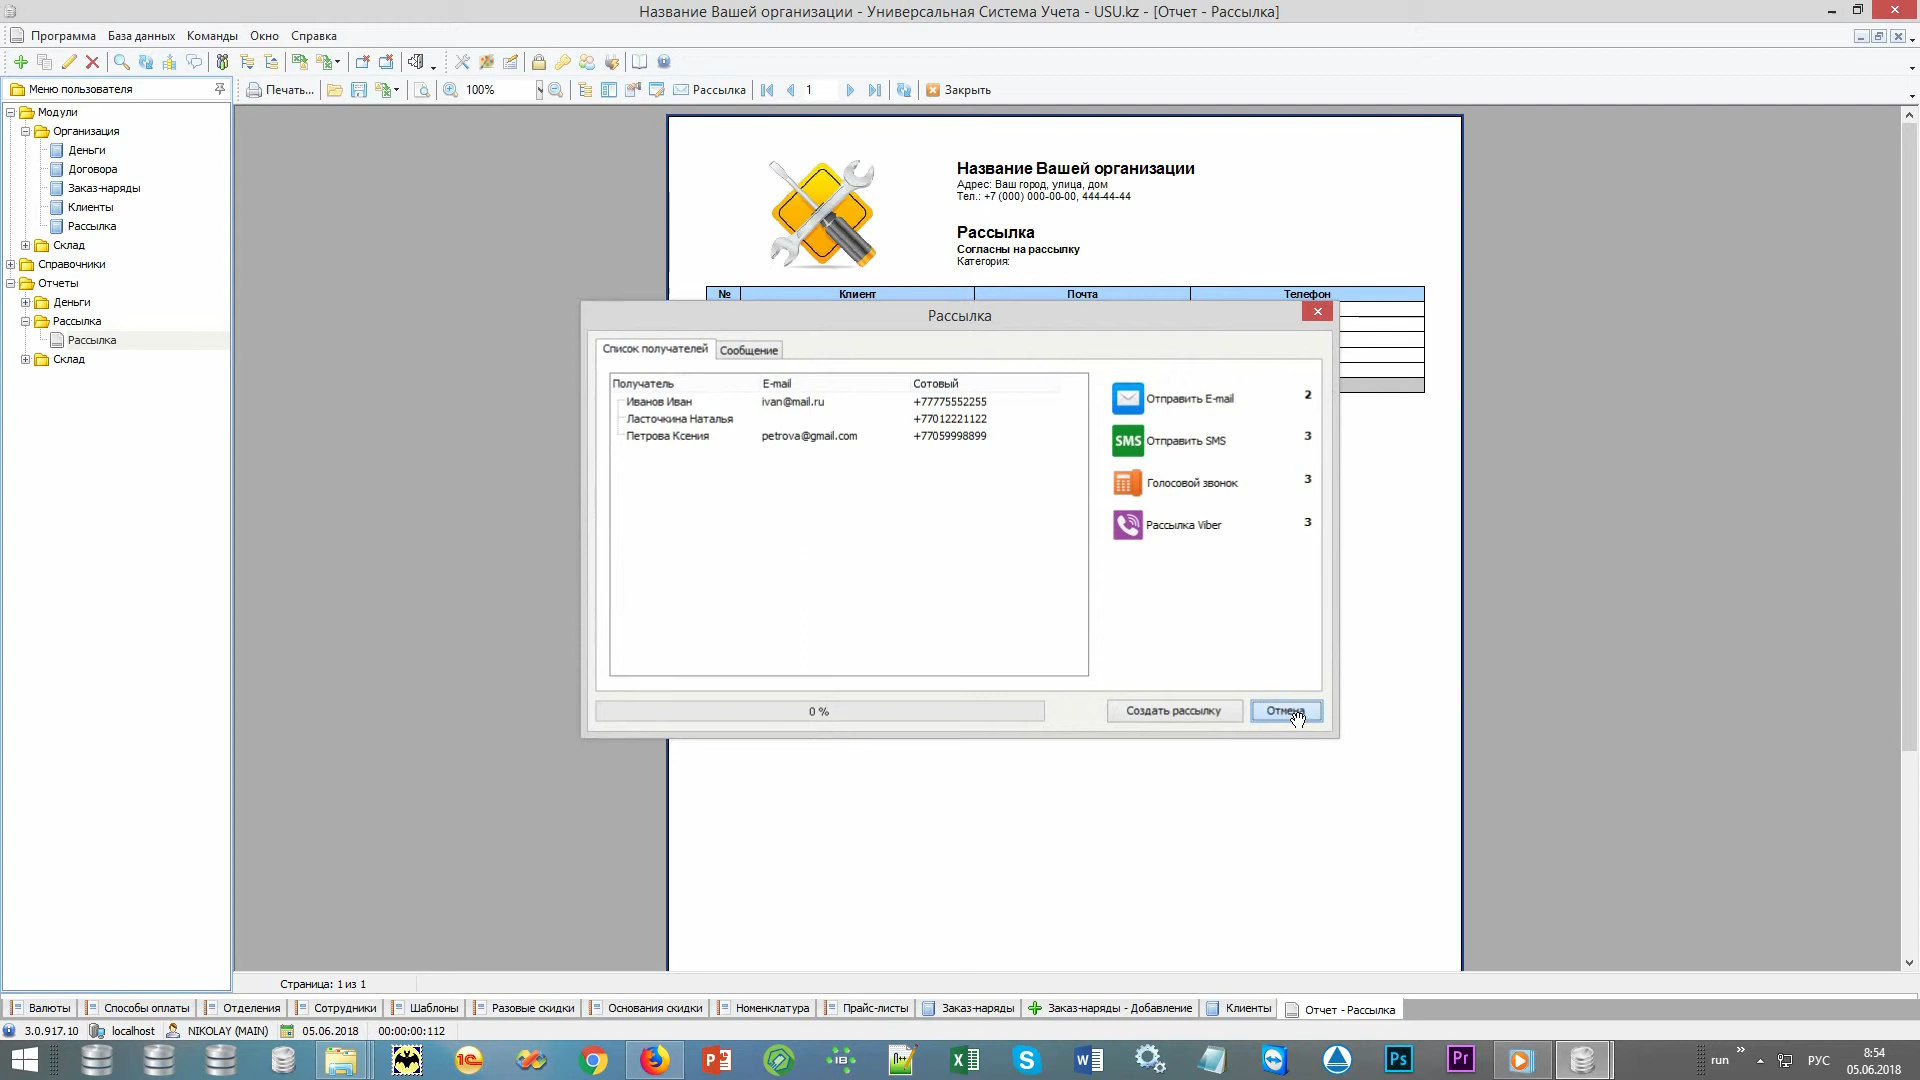 Название Вашей организации - Универсальная Система Учета - USU.kz - [Отчет - Рассылка]
Программа База данных Команды Окно Справка
Меню пользователя
Печать... 100% Рассылка 1 Закрыть
Модули
Организация
Деньги
Договора
Заказ-наряды
Клиенты
Рассылка
Склад
Справочники
Отчеты
Деньги
Рассылка
Рассылка
Склад
Название Вашей организации
Адрес: Ваш город, улица, дом
Тел.: +7 (000) 000-00-00, 444-44-44
Рассылка
Согласны на рассылку
Категория:
№ Клиент Почта Телефон
Рассылка
Список получателей Сообщение
Получатель E-mail Сотовый
Иванов Иван ivan@mail.ru +77775552255
Ласточкина Наталья +77012221122
Петрова Ксения petrova@gmail.com +77059998899
Отправить E-mail 2
SMS Отправить SMS 3
Голосовой звонок 3
Рассылка Viber 3
0 % Создать рассылку Отмена
Страница: 1 из 1
Валюты Способы оплаты Отделения Сотрудники Шаблоны Разовые скидки Основания скидки Номенклатура Прайс-листы Заказ-наряды Заказ-наряды - Добавление Клиенты Отчет - Рассылка
3.0.917.10 localhost NIKOLAY (MAIN) 05.06.2018 00:00:00:112
run РУС 8:54
05.06.2018